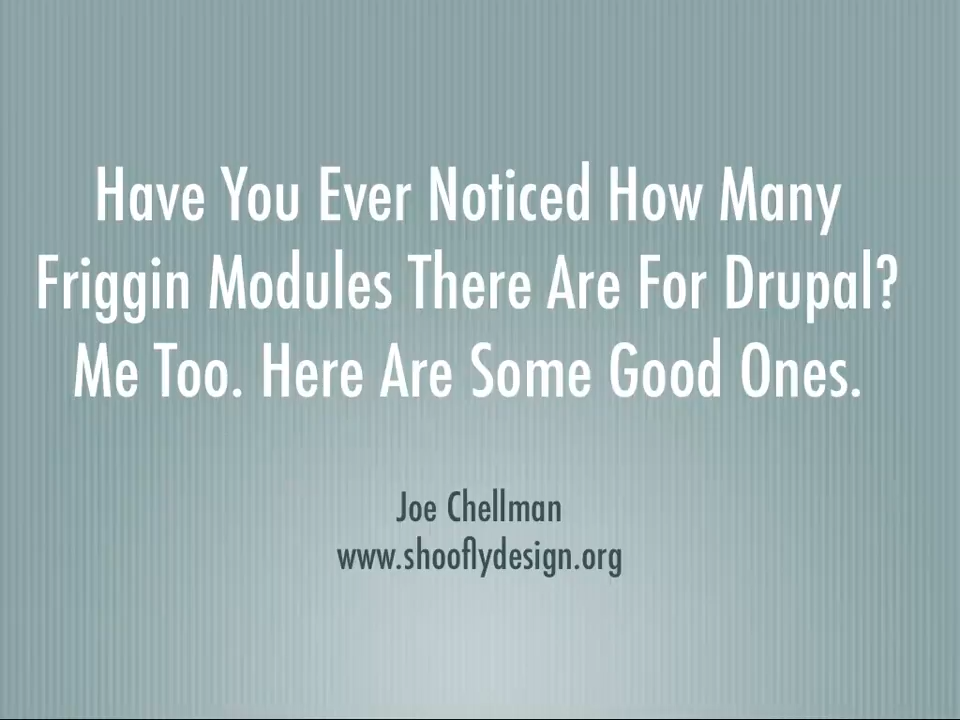 Have You Ever Noticed How Many
Friggin Modules There Are For Drupal?
Me Too. Here Are Some Good Ones.
Joe Chellman
www.shooflydesign.org